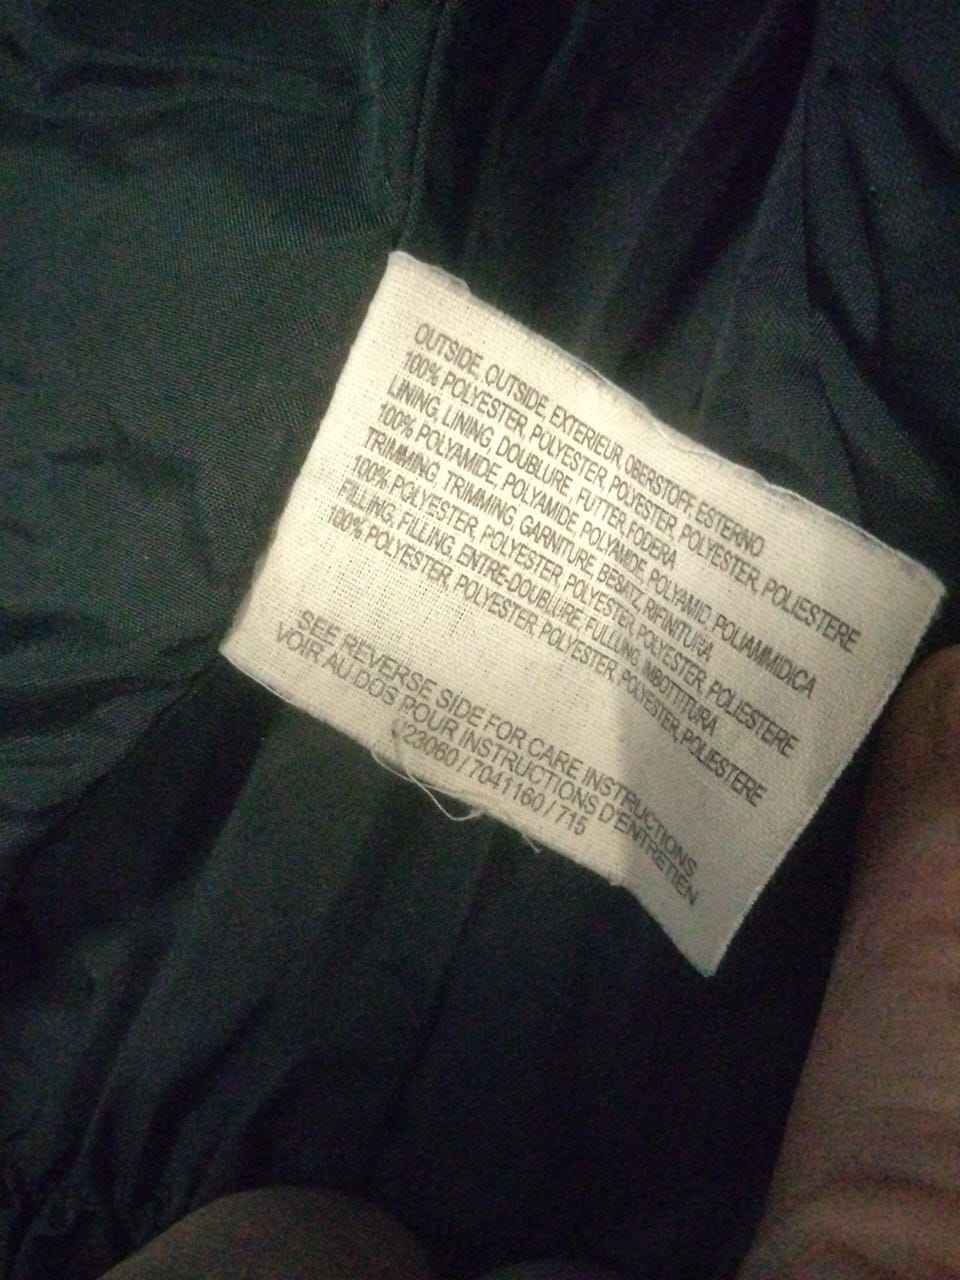 OUTSIDE, OUTSIDE, EXTERIEUR, OBERSTOFF, ESTERNO
100% POLYESTER, POLYESTER, POLYESTER, POLYESTER, POLIESTERE
LINING, LINING, DOUBLURE, FUTTER, FODERA
100% POLYAMIDE, POLYAMIDE, POLYAMIDE, POLYAMID, POLIAMMIDICA
TRIMMING, TRIMMING, GARNITURE, BESATZ, RIFINITURA
100% POLYESTER, POLYESTER, POLYESTER, POLYESTER, POLIESTERE
FILLING, FILLING, ENTRE-DOUBLURE, FULLUNG, IMBOTTITURA
100% POLYESTER, POLYESTER, POLYESTER, POLYESTER, POLIESTERE
SEE REVERSE SIDE FOR CARE INSTRUCTIONS
VOIR AU DOS POUR INSTRUCTIONS D'ENTRETIEN
/ 7041160 / 715